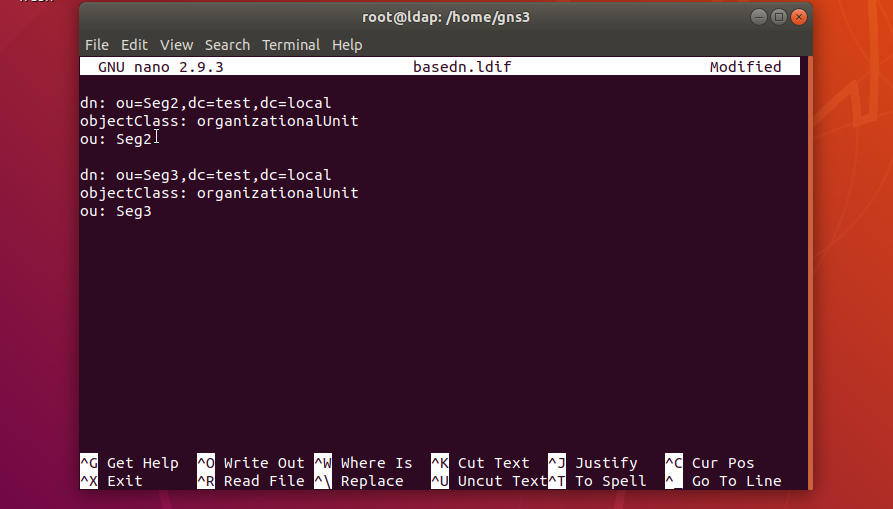 root@ldap: /home/gns3
File Edit View Search Terminal Help
GNU nano 2.9.3 basedn.ldif Modified
dn: ou=Seg2,dc=test,dc=local
objectClass: organizationalUnit
ou: Seg2
dn: ou=Seg3,dc=test,dc=local
objectClass: organizationalUnit
ou: Seg3
^G Get Help ^O Write Out ^W Where Is ^K Cut Text ^J Justify ^C Cur Pos
^X Exit ^R Read File ^\ Replace ^U Uncut Text ^T To Spell ^_ Go To Line